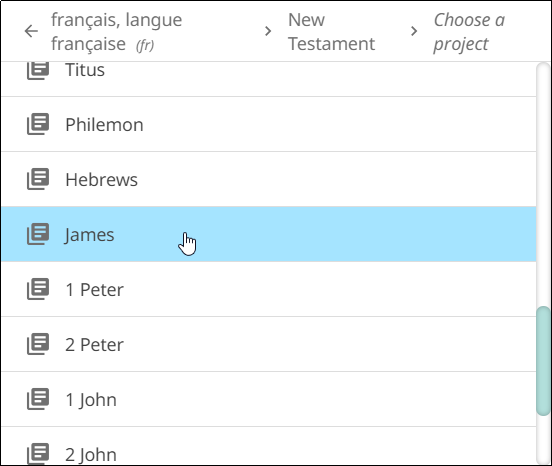 français, langue
française (fr)
New
Testament
Choose a
project
Titus
Philemon
Hebrews
James
1 Peter
2 Peter
1 John
2 John